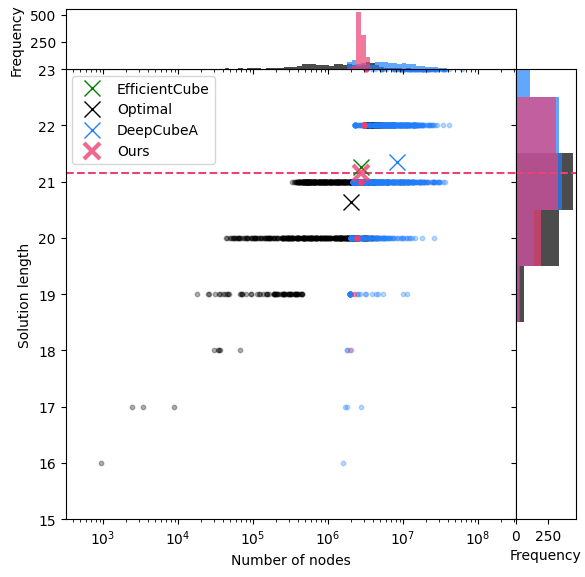 500
250
Frequency
23
22
21
20
19
18
17
16
15
Solution length
EfficientCube
Optimal
DeepCubeA
Ours
10³
10⁴
10⁵
10⁶
10⁷
10⁸
Number of nodes
0
250
Frequency